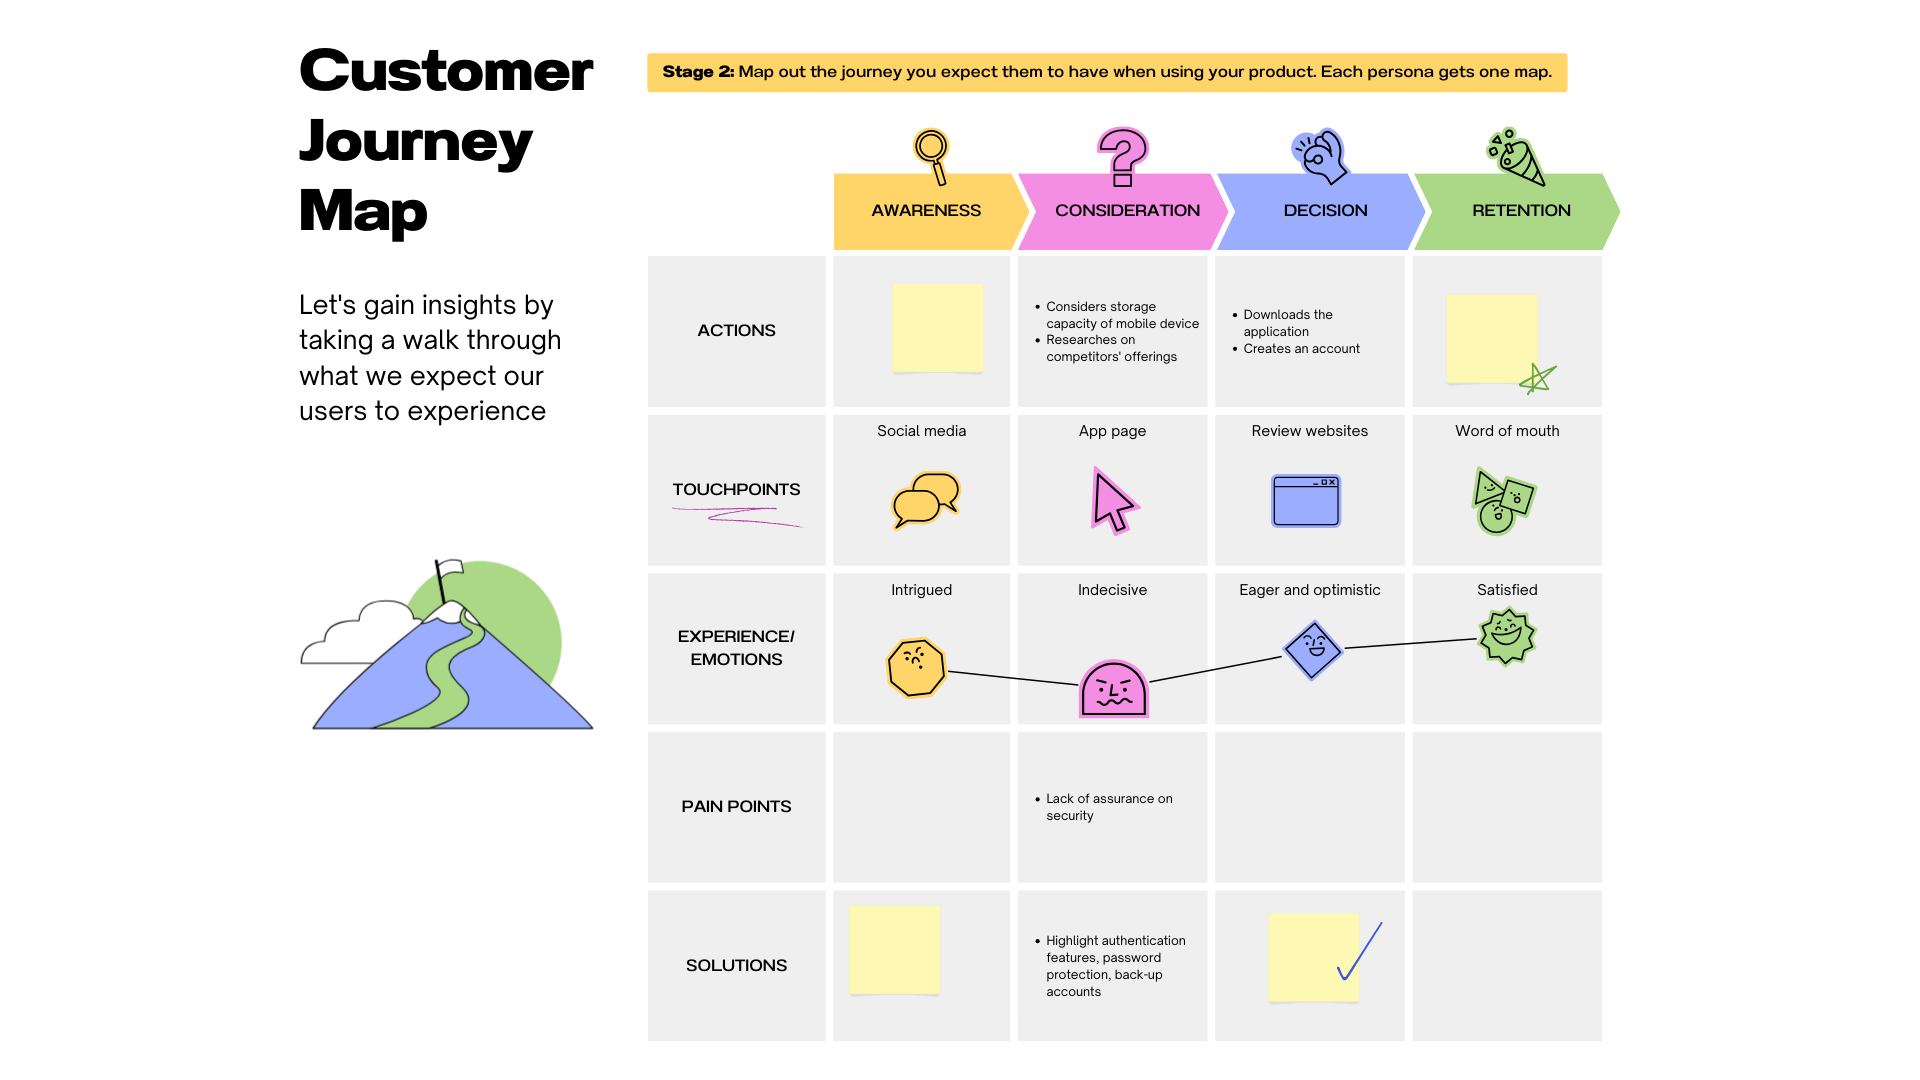 Customer
Journey
Map
Let's gain insights by
taking a walk through
what we expect our
users to experience
Stage 2: Map out the journey you expect them to have when using your product. Each persona gets one map.
AWARENESS
CONSIDERATION
DECISION
RETENTION
ACTIONS
• Considers storage
capacity of mobile device
• Researches on
competitors' offerings
• Downloads the
application
• Creates an account
TOUCHPOINTS
Social media
App page
Review websites
Word of mouth
EXPERIENCE/
EMOTIONS
Intrigued
Indecisive
Eager and optimistic
Satisfied
PAIN POINTS
• Lack of assurance on
security
SOLUTIONS
• Highlight authentication
features, password
protection, back-up
accounts